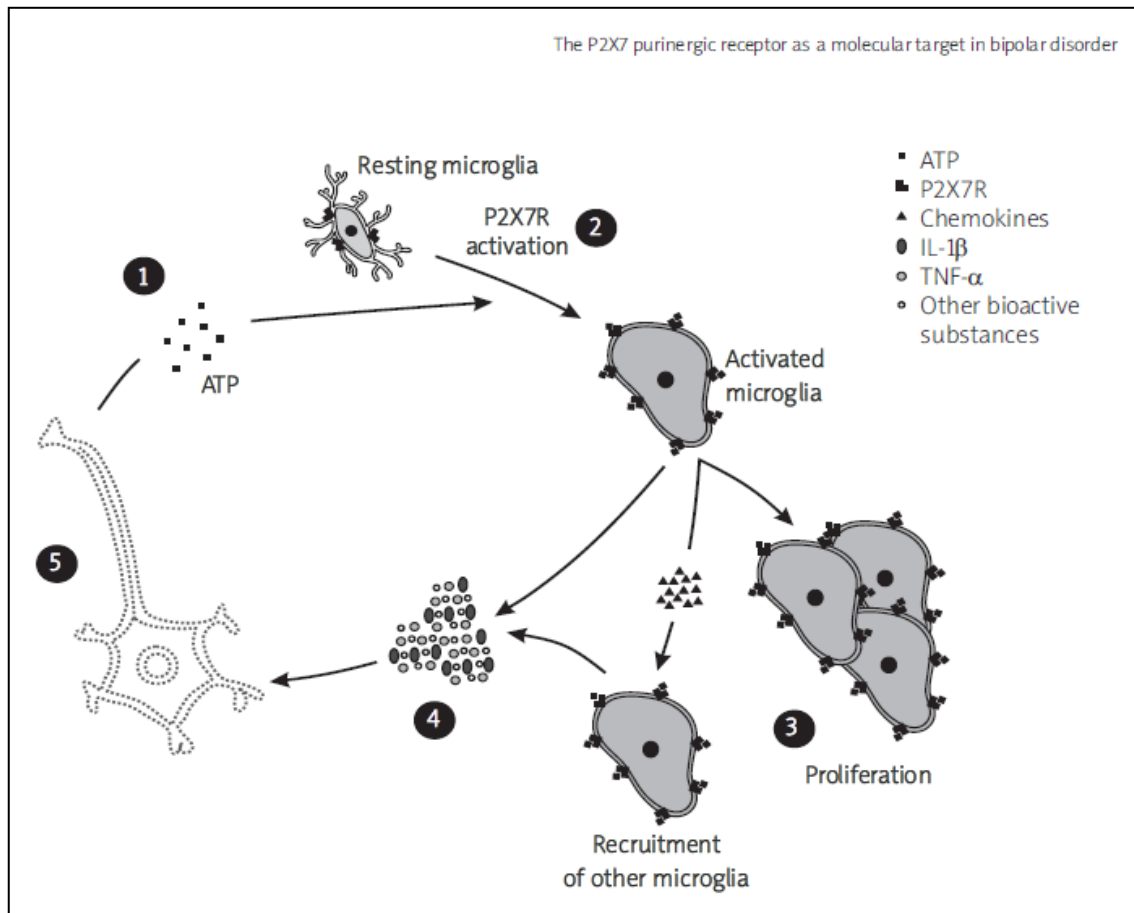 The P2X7 purinergic receptor as a molecular target in bipolar disorder
Resting microglia
P2X7R
activation
2
1
ATP
ATP
P2X7R
Chemokines
IL-1β
TNF-α
Other bioactive
substances
Activated
microglia
5
4
3
Proliferation
Recruitment
of other microglia